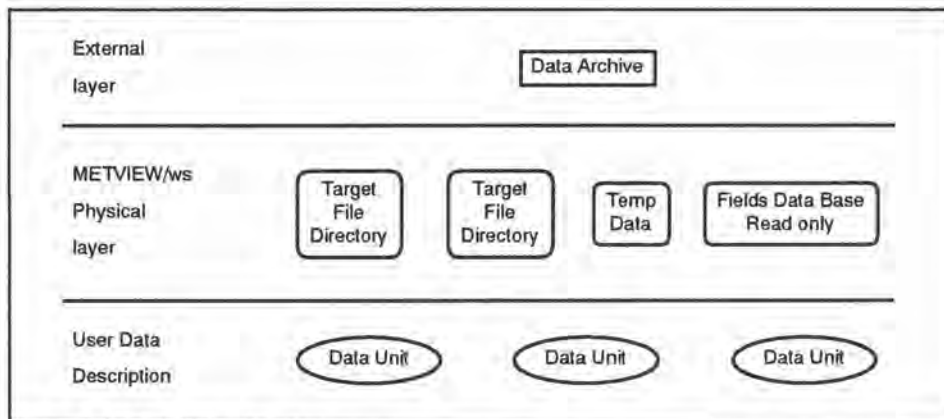 External
layer
Data Archive
METVIEW/ws
Physical
layer
Target
File
Directory
Target
File
Directory
Temp
Data
Fields Data Base
Read only
User Data
Description
Data Unit
Data Unit
Data Unit